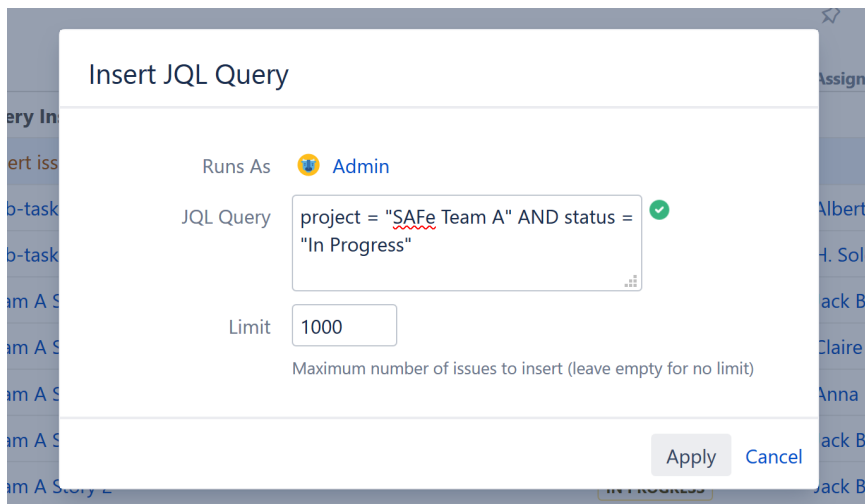 Assign
Insert JQL Query
ery In
ert iss
Runs As Admin
b-task
Albert
JQL Query
project = "SAFe Team A" AND status =
"In Progress"
b-task
H. Sol
am A S
ack B
Limit 1000
am A S
Claire
Maximum number of issues to insert (leave empty for no limit)
am A S
Anna
am A S
ack B
Apply Cancel
am A Story 2
IN PROGRESS
ack B